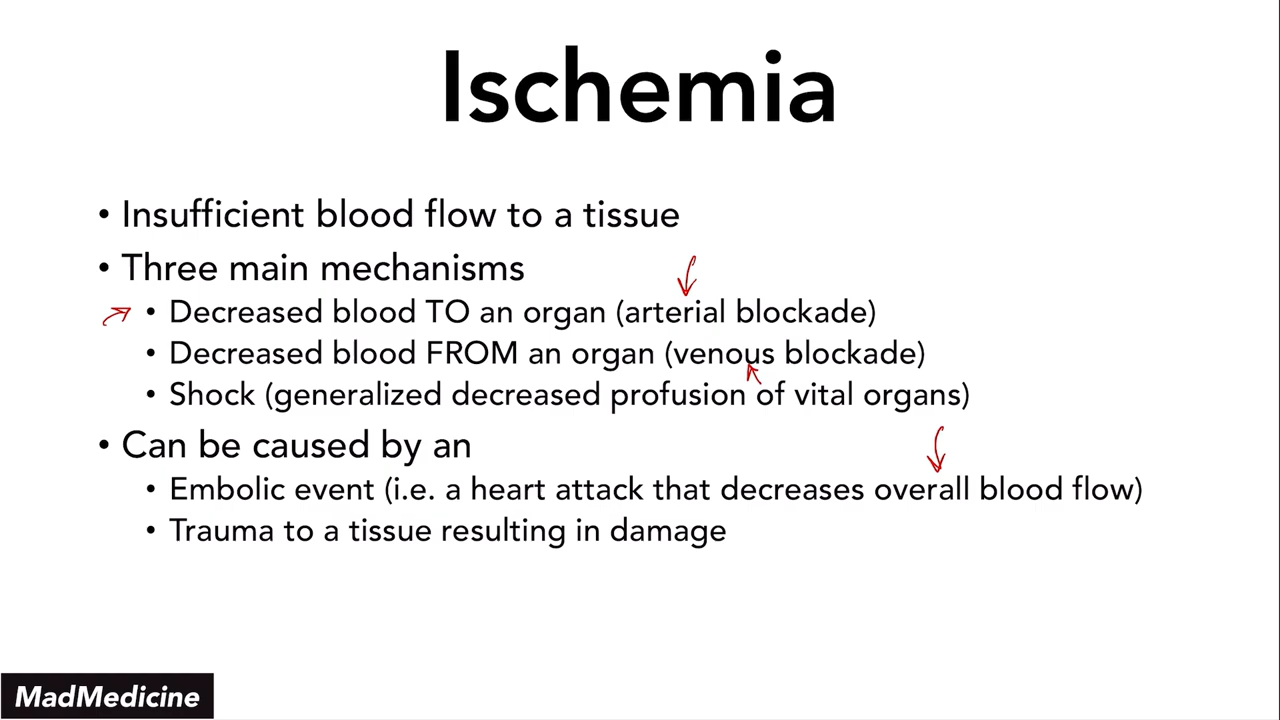 Ischemia
• Insufficient blood flow to a tissue
• Three main mechanisms
• Decreased blood TO an organ (arterial blockade)
• Decreased blood FROM an organ (venous blockade)
• Shock (generalized decreased profusion of vital organs)
• Can be caused by an
• Embolic event (i.e. a heart attack that decreases overall blood flow)
• Trauma to a tissue resulting in damage
MadMedicine